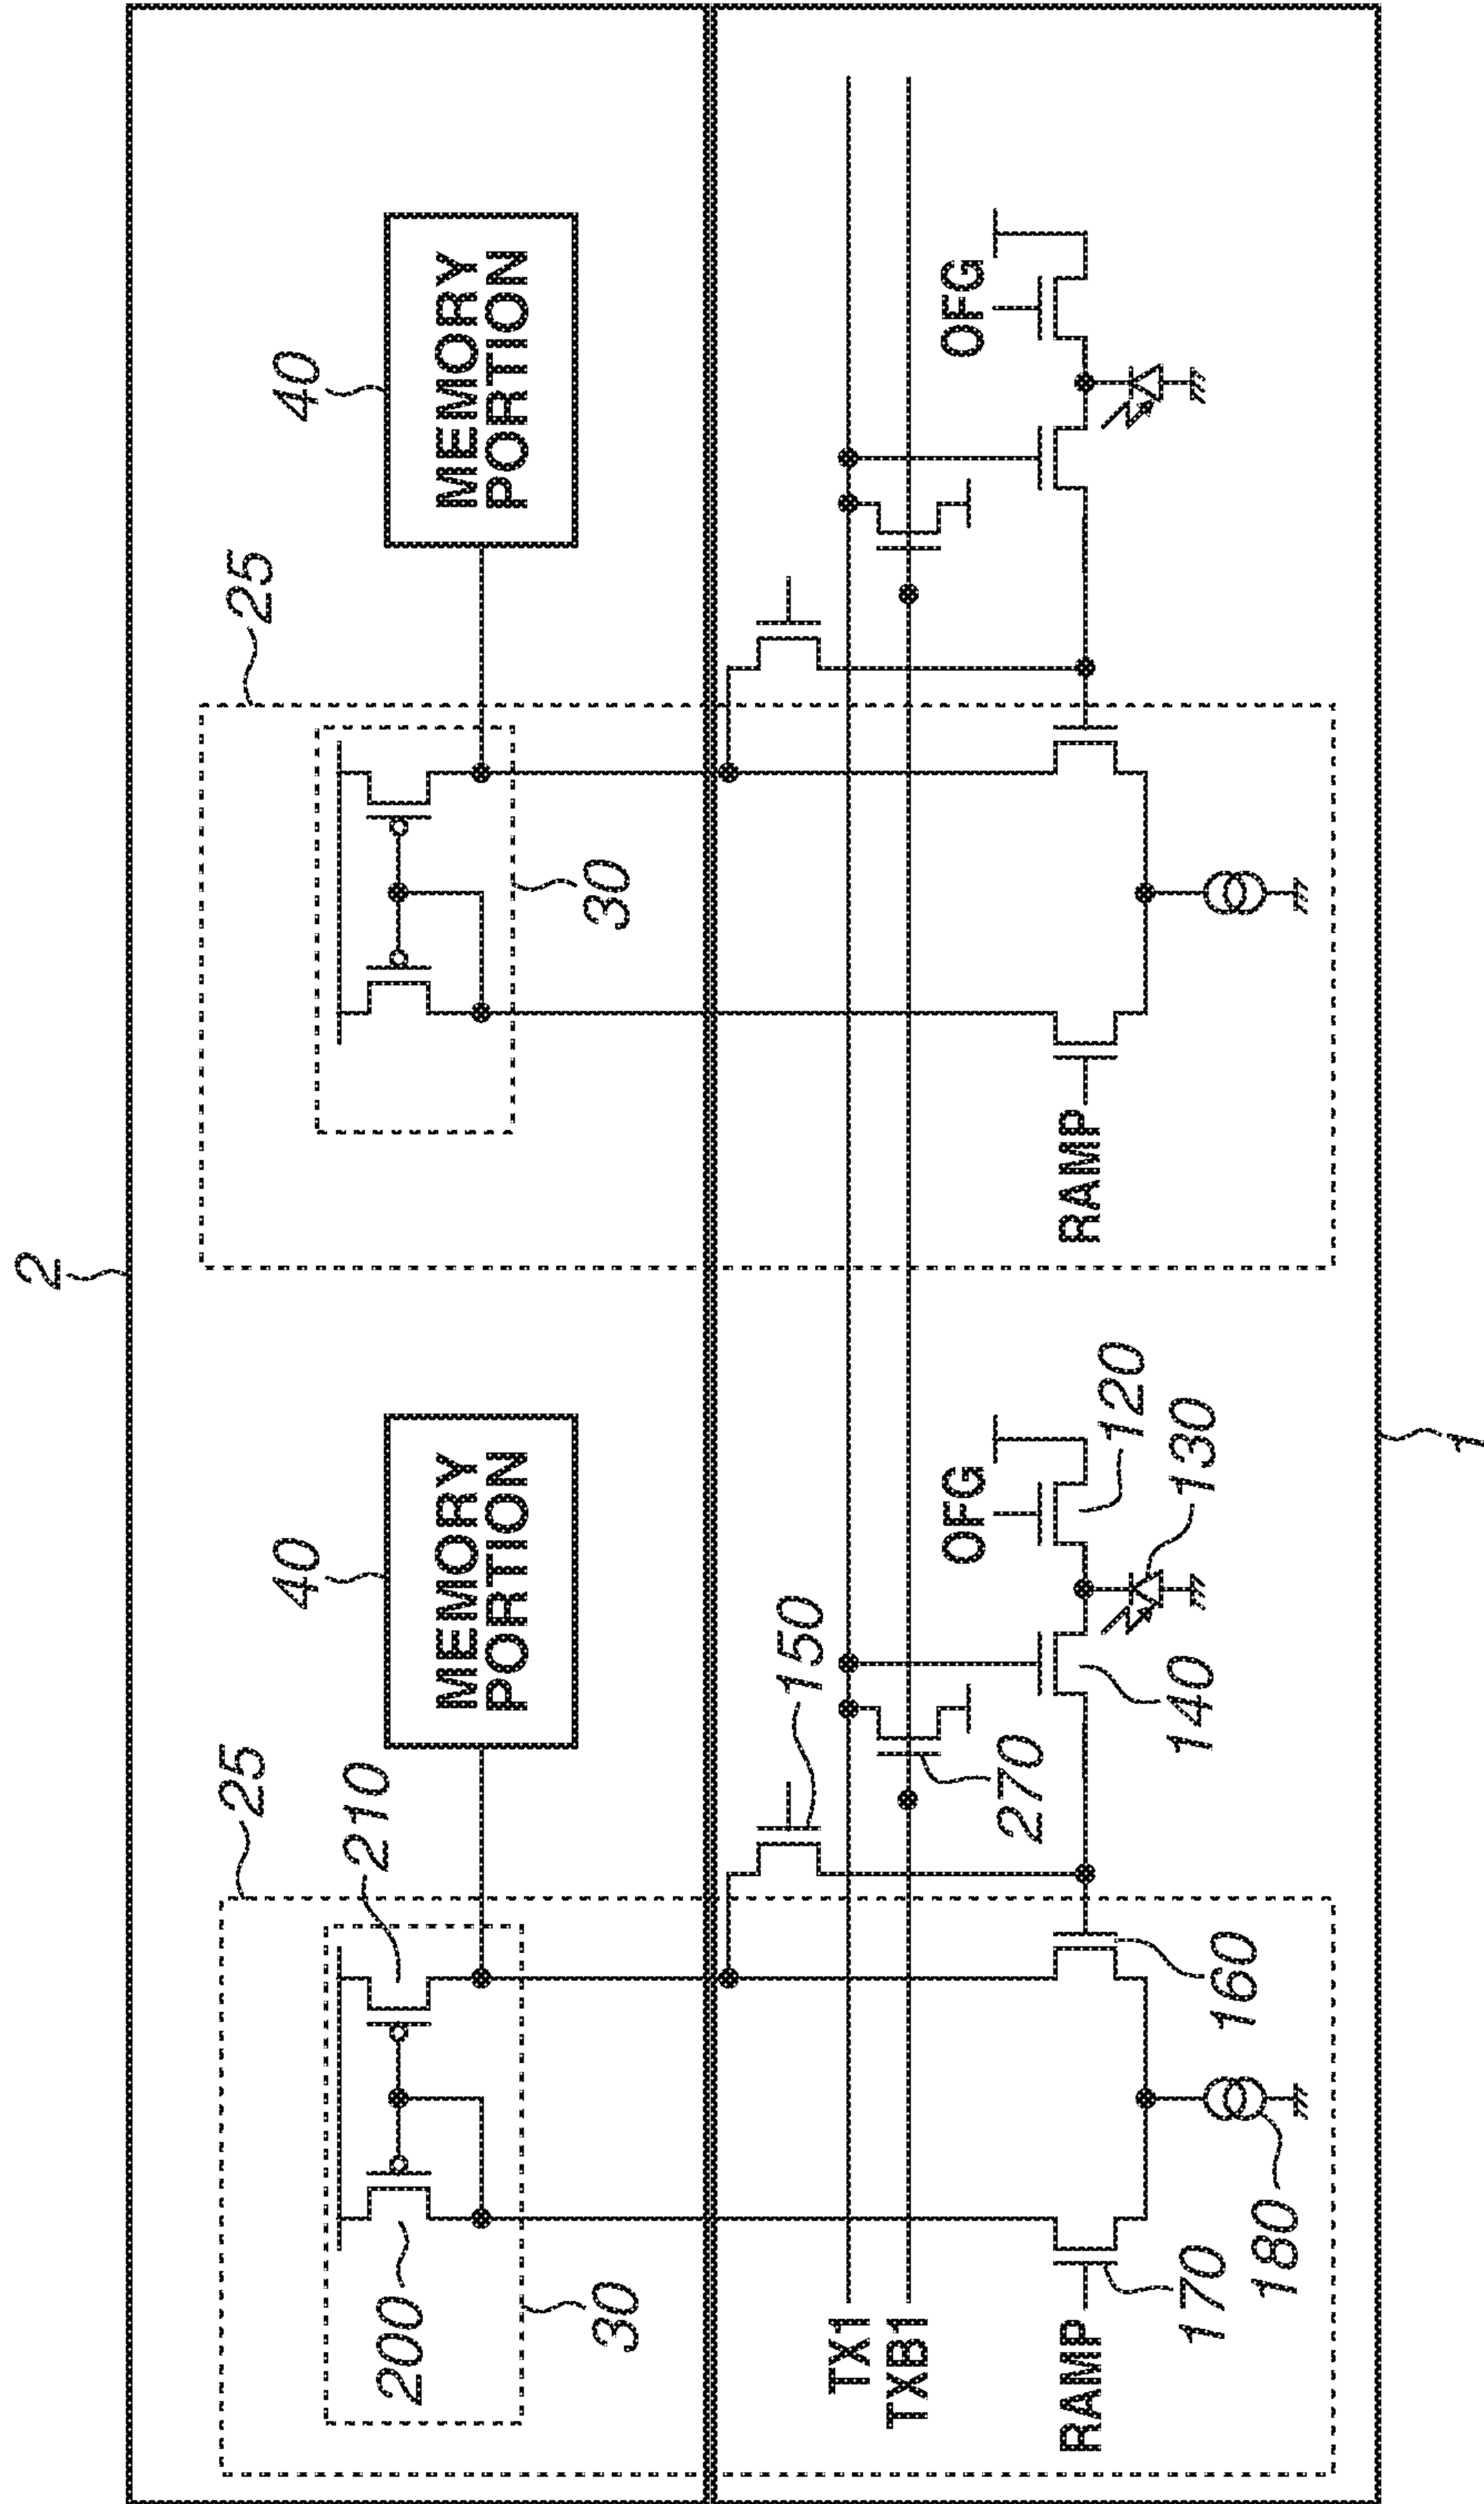 2
25
210
200
30
40
MEMORY
PORTION
25
30
40
MEMORY
PORTION
150
TX1
TXB1
270
OFG
OFG
120
130
140
RAMP
170
160
180
RAMP
1